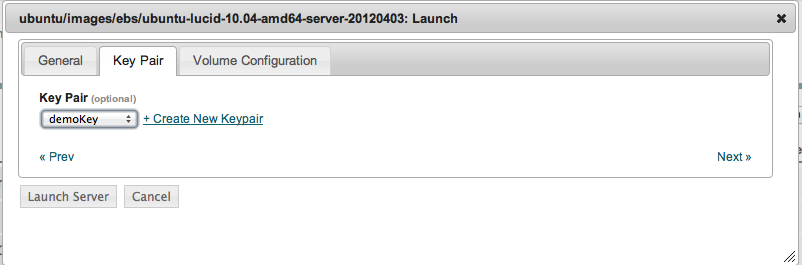 ubuntu/images/ebs/ubuntu-lucid-10.04-amd64-server-20120403: Launch
General Key Pair Volume Configuration
Key Pair (optional)
demoKey + Create New Keypair
« Prev Next »
Launch Server Cancel